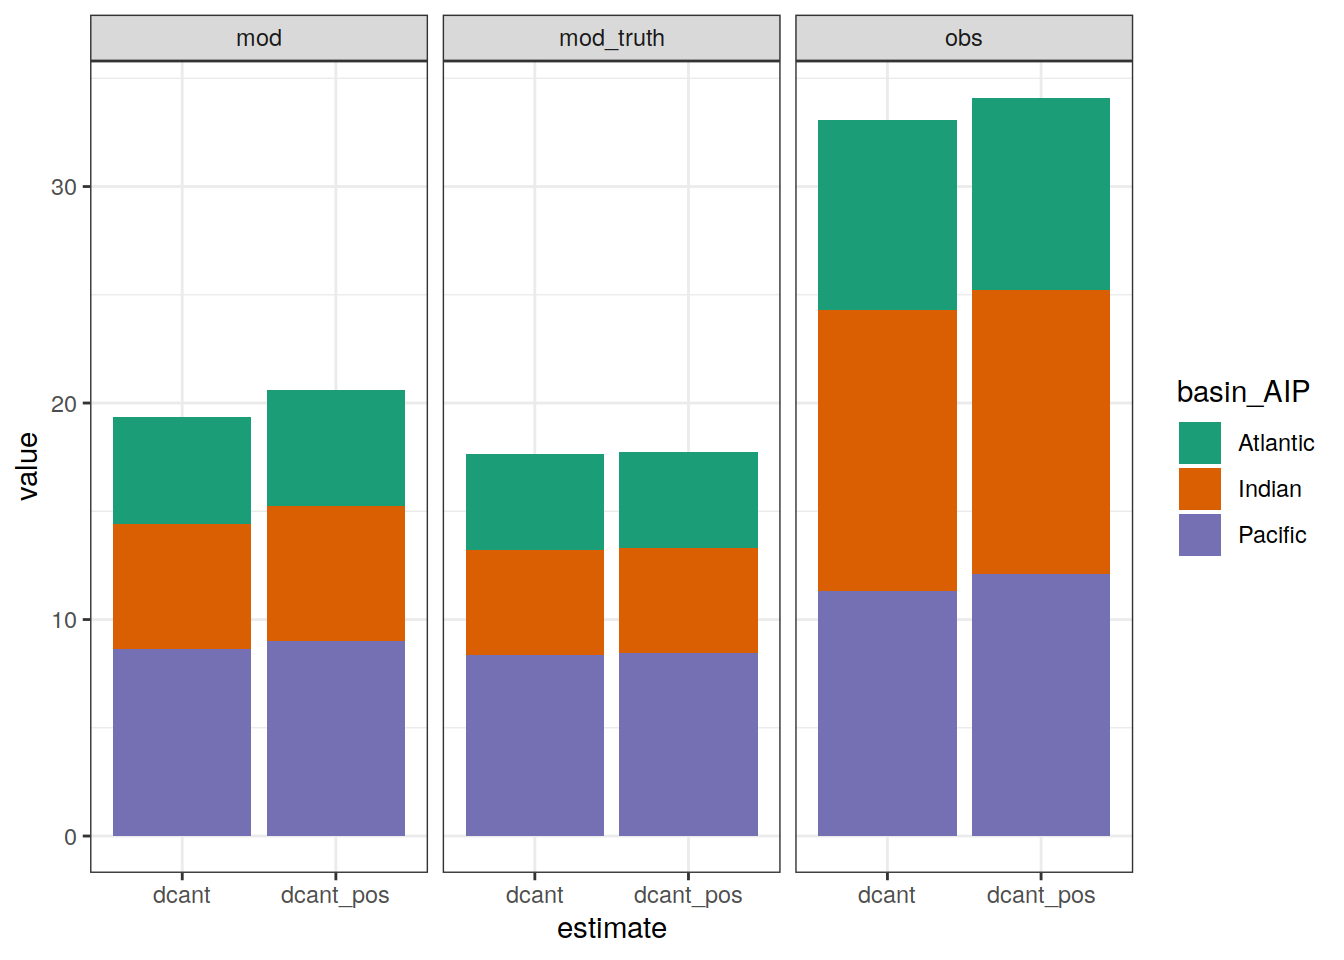 mod
mod_truth
obs
value
30
20
10
0
dcant
dcant_pos
dcant
dcant_pos
dcant
dcant_pos
estimate
basin_AIP
Atlantic
Indian
Pacific